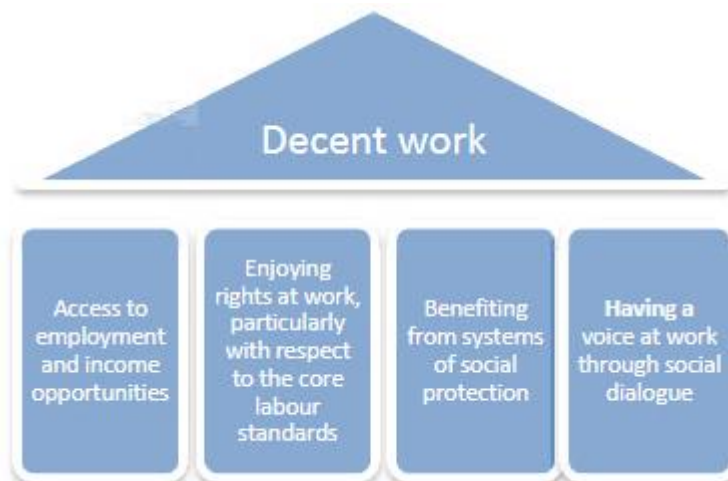 Decent work
Access to
employment
and income
opportunities
Enjoying
rights at work,
particularly
with respect
to the core
labour
standards
Benefiting
from systems
of social
protection
Having a
voice at work
through social
dialogue